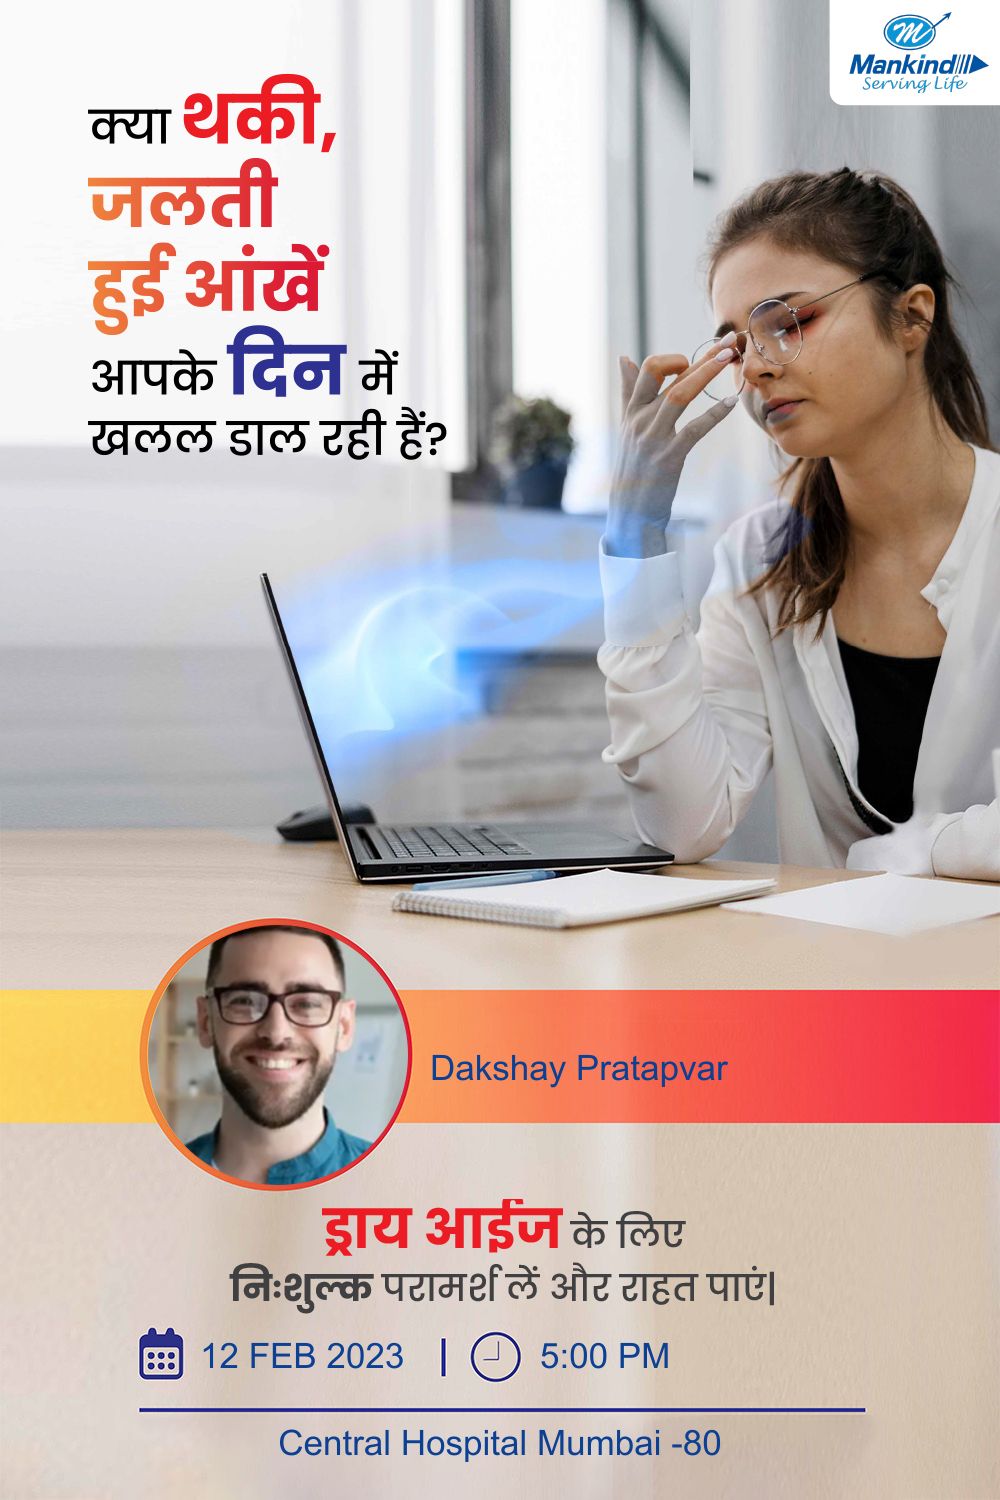 Mankind
Serving Life
क्या थकी,
जलती
हुई आंखें
आपके दिन में
खलल डाल रही हैं?
Dakshay Pratapvar
ड्राय आईज के लिए
निःशुल्क परामर्श लें और राहत पाएं|
12 FEB 2023 | 5:00 PM
Central Hospital Mumbai -80